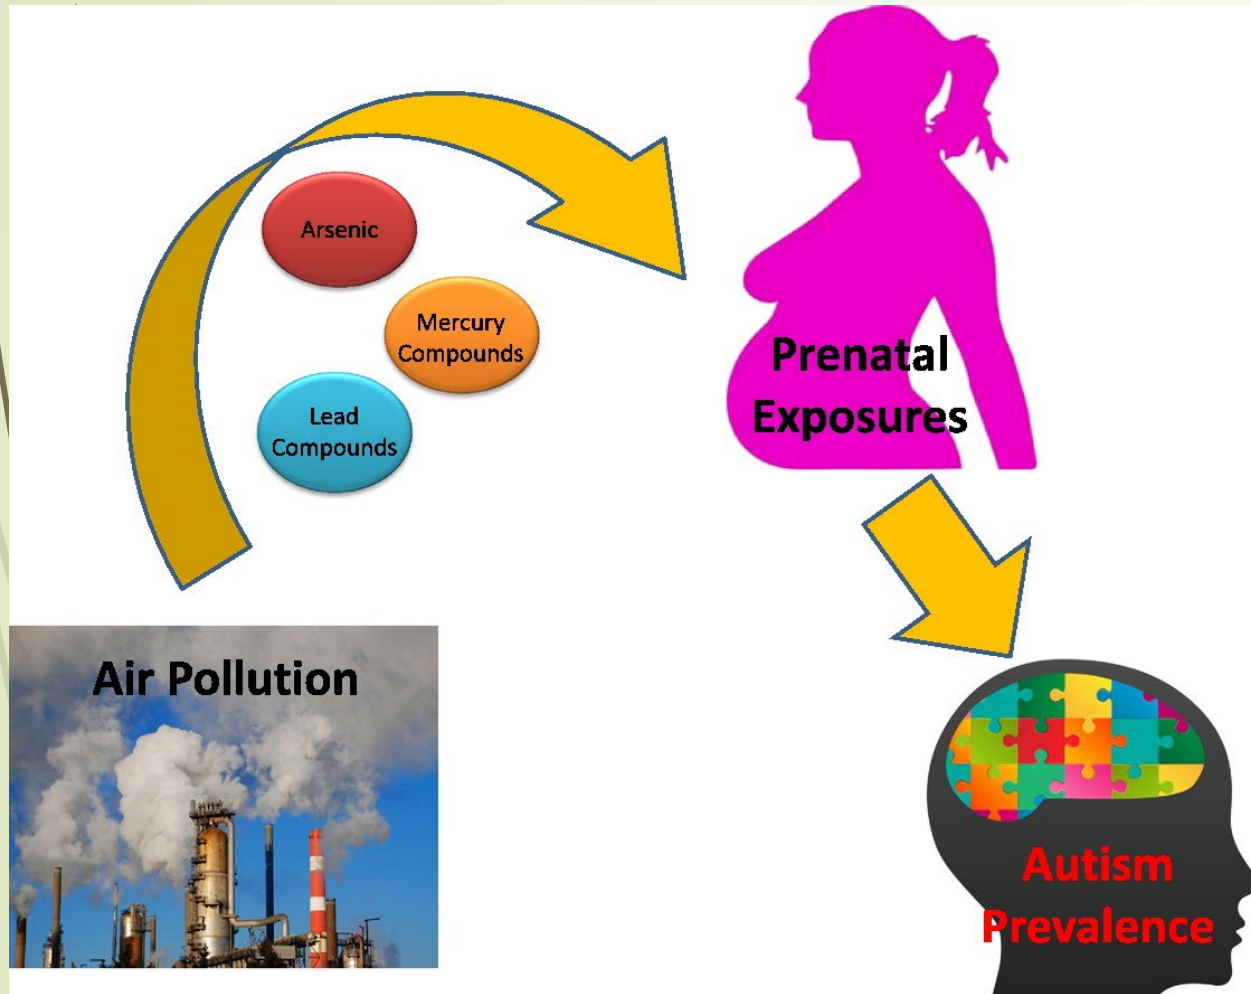 Arsenic
Mercury
Compounds
Lead
Compounds
Prenatal
Exposures
Air Pollution
Autism
Prevalence